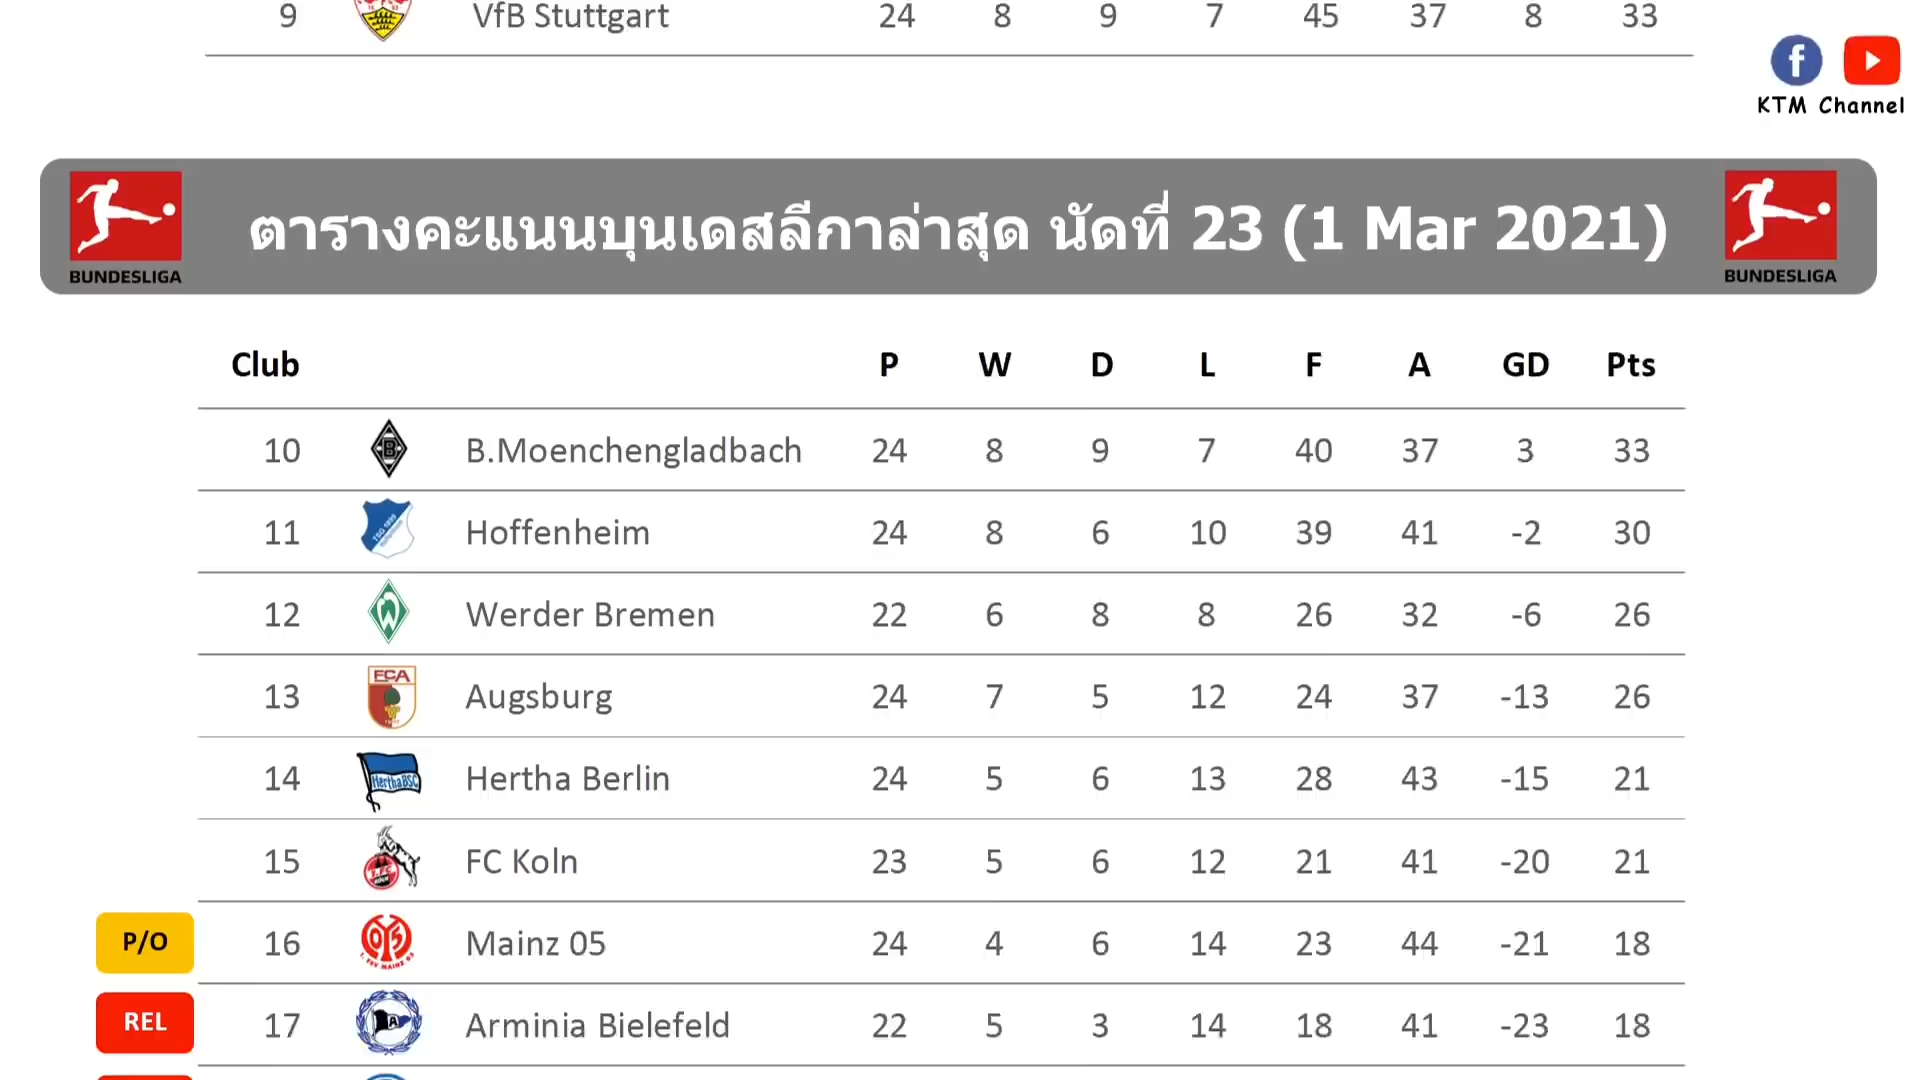 9 VfB Stuttgart 24 8 9 7 45 37 8 33
KTM Channel
BUNDESLIGA ตารางคะแนนบุนเดสลีกาล่าสุด นัดที่ 23 (1 Mar 2021) BUNDESLIGA
Club P W D L F A GD Pts
10 B.Moenchengladbach 24 8 9 7 40 37 3 33
11 Hoffenheim 24 8 6 10 39 41 -2 30
12 Werder Bremen 22 6 8 8 26 32 -6 26
FCA
13 Augsburg 24 7 5 12 24 37 -13 26
14 HerthaBSC Hertha Berlin 24 5 6 13 28 43 -15 21
15 FC Koln 23 5 6 12 21 41 -20 21
P/O 16 Mainz 05 24 4 6 14 23 44 -21 18
REL 17 Arminia Bielefeld 22 5 3 14 18 41 -23 18